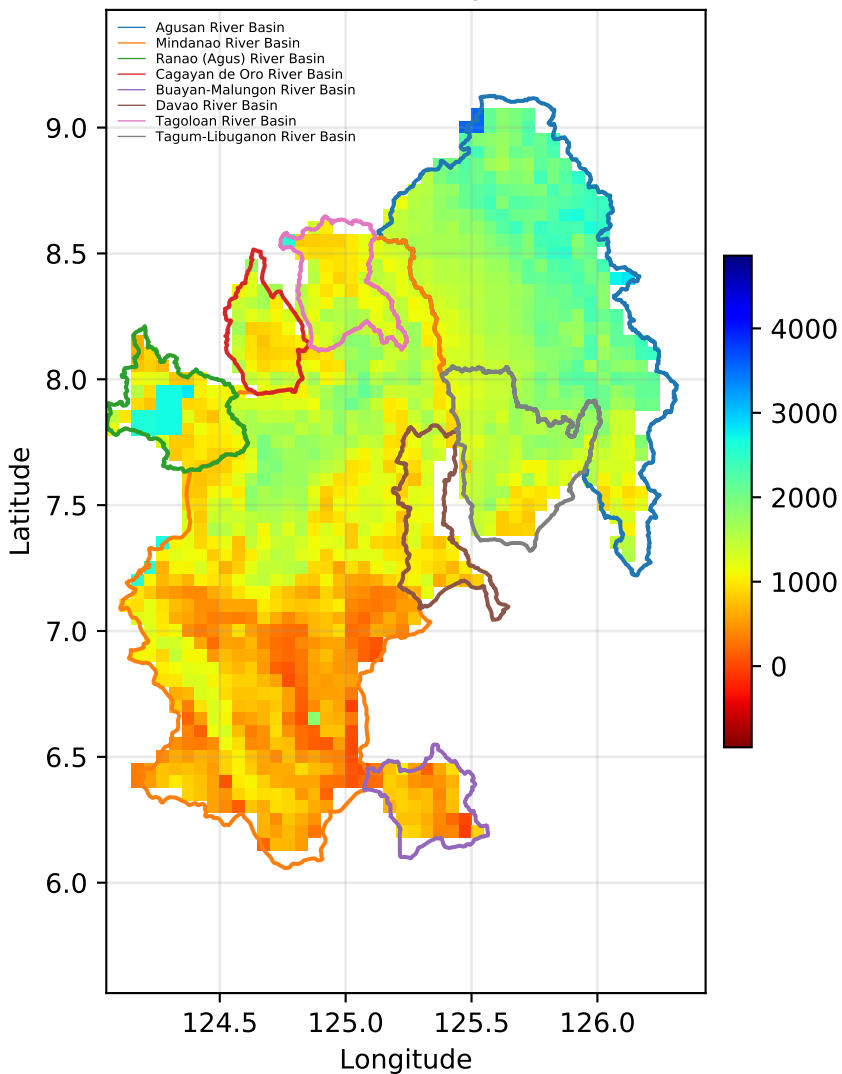 Agusan River Basin
Mindanao River Basin
Ranao (Agus) River Basin
Cagayan de Oro River Basin
Buayan-Malungon River Basin
Davao River Basin
Tagoloan River Basin
Tagum-Libuganon River Basin
9.0
8.5
8.0
7.5
7.0
6.5
6.0
Latitude
124.5 125.0 125.5 126.0
Longitude
4000
3000
2000
1000
0